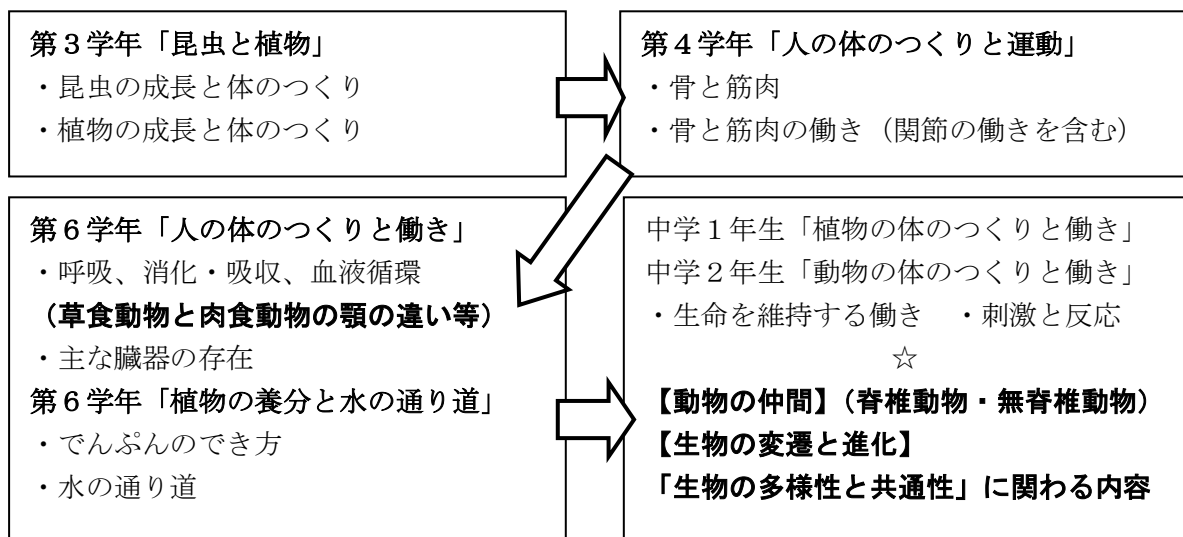 第３学年「昆虫と植物」
・昆虫の成長と体のつくり
・植物の成長と体のつくり
第４学年「人の体のつくりと運動」
・骨と筋肉
・骨と筋肉の働き（関節の働きを含む）
第６学年「人の体のつくりと働き」
・呼吸、消化・吸収、血液循環
（草食動物と肉食動物の顎の違い等）
・主な臓器の存在
第６学年「植物の養分と水の通り道」
・でんぷんのでき方
・水の通り道
中学１年生「植物の体のつくりと働き」
中学２年生「動物の体のつくりと働き」
・生命を維持する働き　・刺激と反応
☆
【動物の仲間】（脊椎動物・無脊椎動物）
【生物の変遷と進化】
「生物の多様性と共通性」に関わる内容